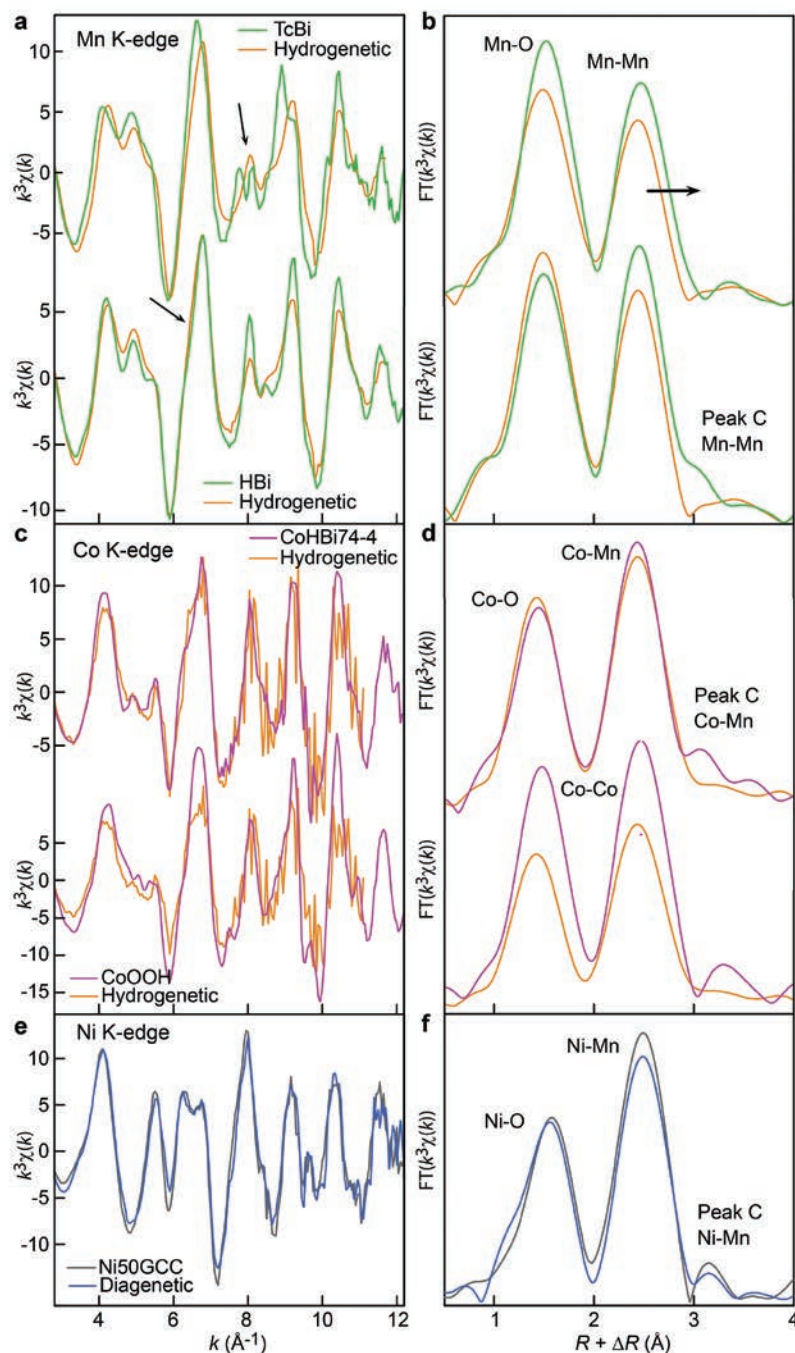 a
Mn K-edge
TcBi
Hydrogenetic
10
5
0
-5
k³χ(k)
5
0
-5
-10
k³χ(k)
HBi
Hydrogenetic
b
Mn-O
Mn-Mn
FT(k³χ(k))
FT(k³χ(k))
Peak C
Mn-Mn
c
Co K-edge
CoHBi74-4
Hydrogenetic
10
5
0
-5
k³χ(k)
5
0
-5
-10
-15
k³χ(k)
CoOOH
Hydrogenetic
d
Co-O
Co-Mn
FT(k³χ(k))
Peak C
Co-Mn
Co-Co
FT(k³χ(k))
e
Ni K-edge
10
5
0
-5
-10
k³χ(k)
Ni50GCC
Diagenetic
4 6 8 10 12
k (Å⁻¹)
f
Ni-O
Ni-Mn
FT(k³χ(k))
Peak C
Ni-Mn
1 2 3 4
R + ΔR (Å)